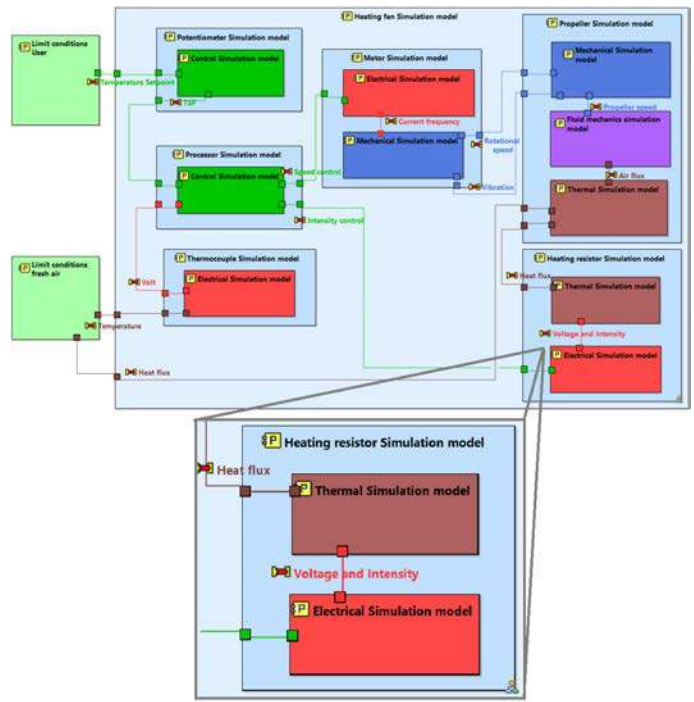 Heating fan Simulation model
Limit conditions
User
Potentiometer Simulation model
P
Control Simulation model
Temperature Setpoint
TSP
Motor Simulation model
Electrical Simulation model
Current frequency
Mechanical Simulation model
Rotational
speed
Vibration
Propeller Simulation model
Mechanical Simulation
model
Propeller speed
Fluid mechanics simulation
model
Air flux
Thermal Simulation model
Processor Simulation model
Speed control
Control Simulation model
Intensity control
Limit conditions
fresh air
Thermocouple Simulation model
Electrical Simulation model
Volt
Temperature
Heat flux
Heating resistor Simulation model
Heat flux
Thermal Simulation model
Voltage and Intensity
Electrical Simulation model
P Heating resistor Simulation model
Heat flux
P Thermal Simulation model
Voltage and Intensity
P Electrical Simulation model